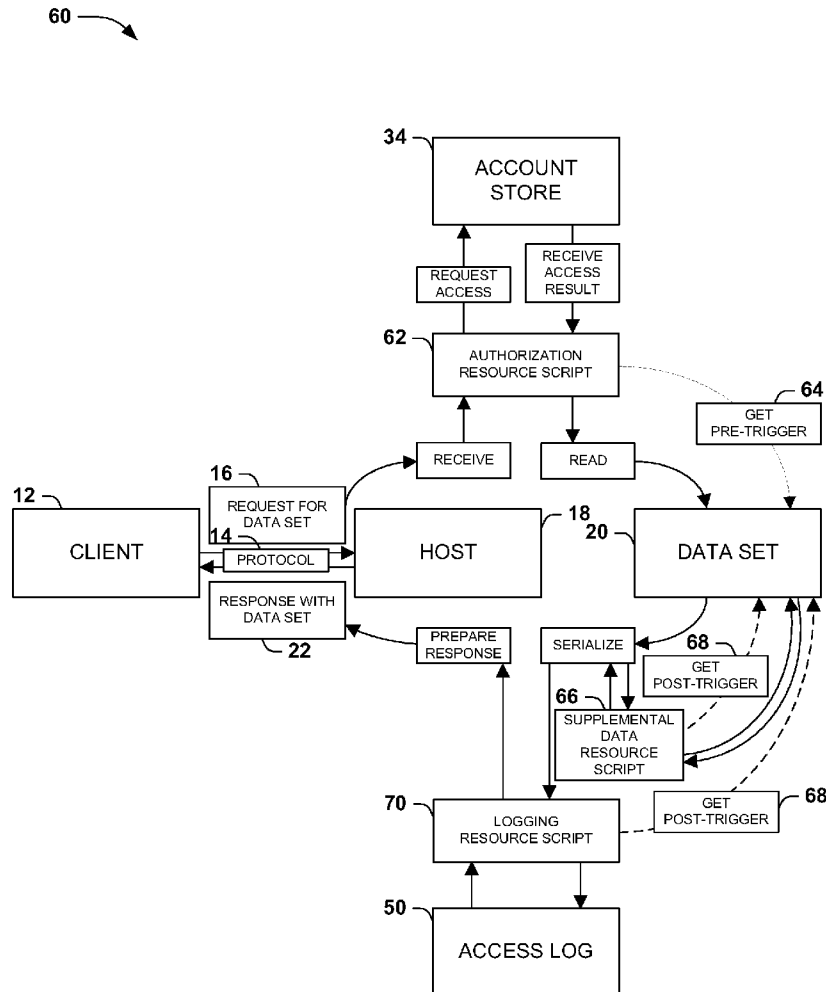 60
34
ACCOUNT
STORE
REQUEST
ACCESS
RECEIVE
ACCESS
RESULT
62
AUTHORIZATION
RESOURCE SCRIPT
64
GET
PRE-TRIGGER
RECEIVE
READ
16
REQUEST FOR
DATA SET
12
CLIENT
14
PROTOCOL
18
HOST
20
DATA SET
RESPONSE WITH
DATA SET
22
PREPARE
RESPONSE
SERIALIZE
68
GET
POST-TRIGGER
66
SUPPLEMENTAL
DATA
RESOURCE
SCRIPT
70
LOGGING
RESOURCE SCRIPT
GET
POST-TRIGGER
68
50
ACCESS LOG